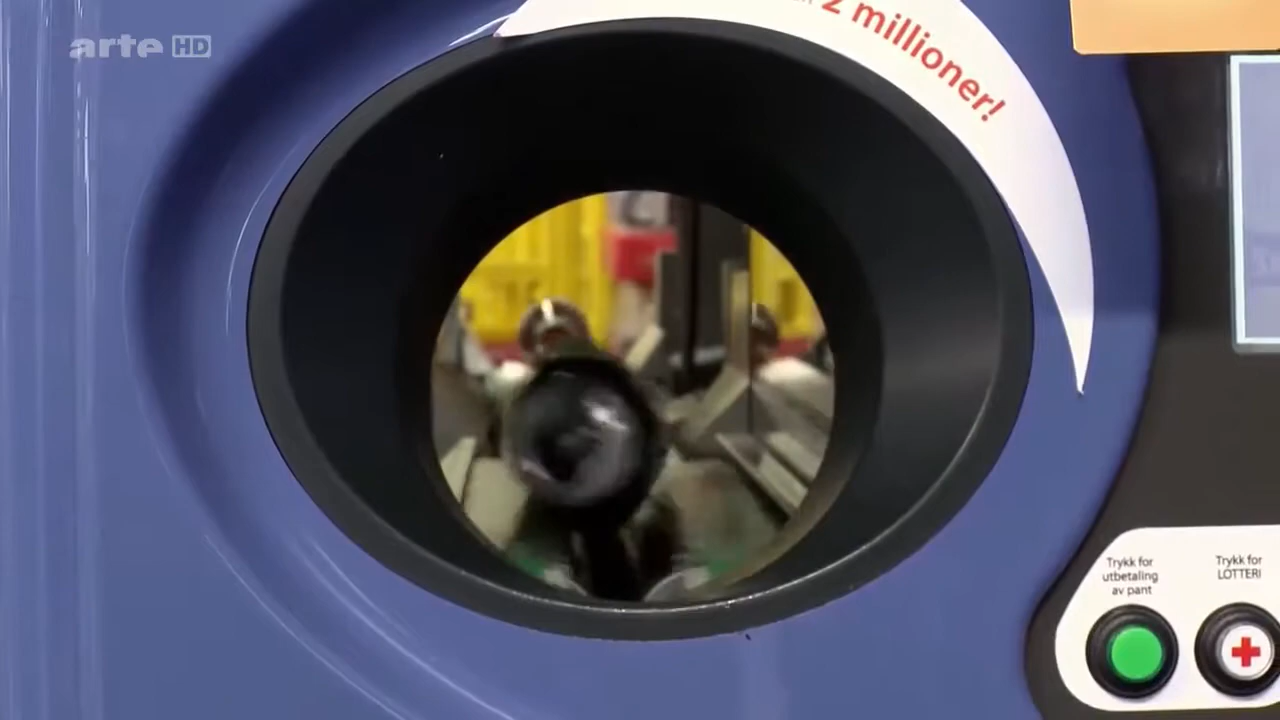 arte HD
2 millioner!
Trykk for
utbetaling
av pant
Trykk for
LOTTERI